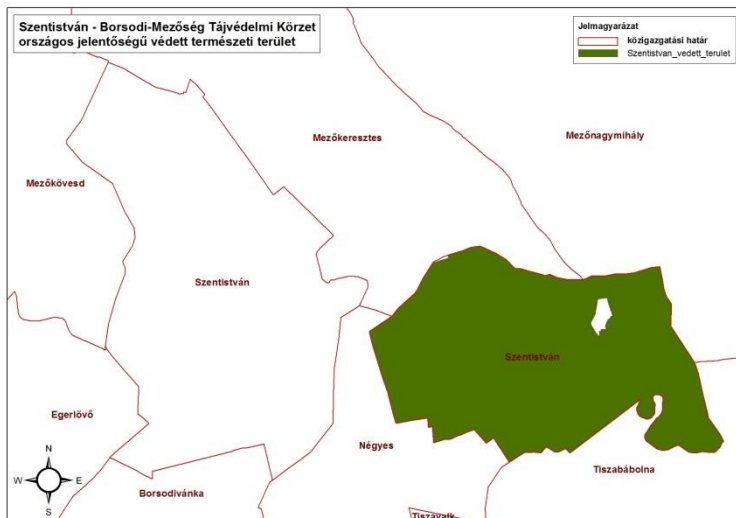 Szentistván - Borsodi-Mezőség Tájvédelmi Körzet
országos jelentőségű védett természeti terület
Jelmagyarázat
közigazgatási határ
Szentistvan_vedett_terulet
Mezőkeresztes
Mezőnagymihály
Mezőkövesd
Szentistván
Szentistván
Egerlövő
Négyes
Tiszabábolna
Borsodivánka
Tiszavalk
N
W
E
S